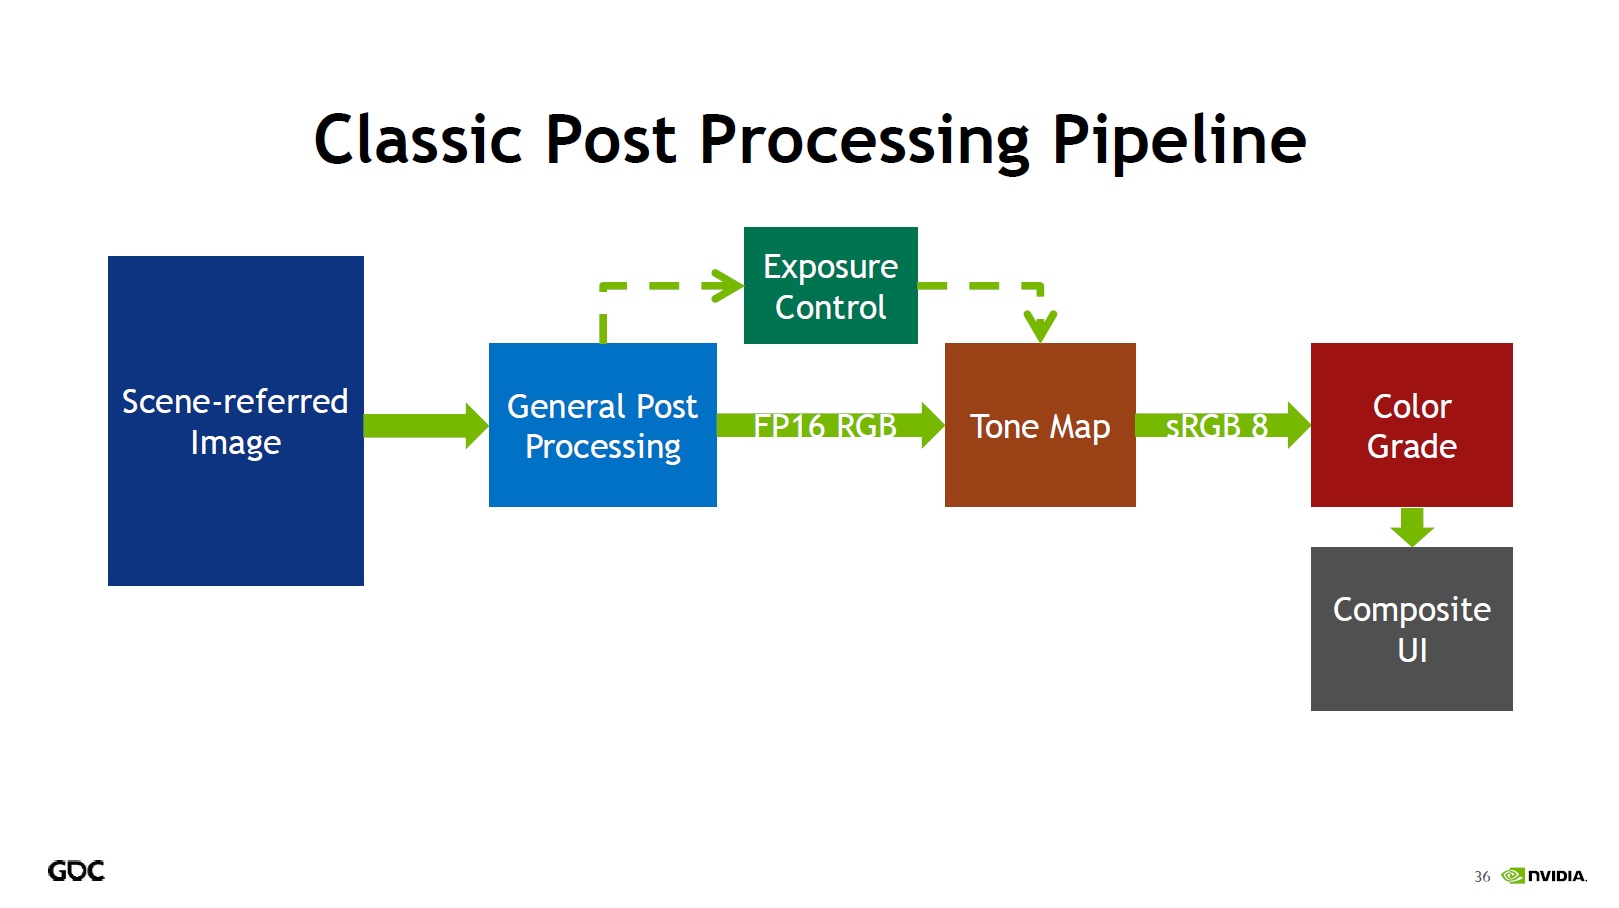 Classic Post Processing Pipeline
Exposure
Control
Scene-referred
Image
General Post
Processing
FP16 RGB
Tone Map
sRGB 8
Color
Grade
Composite
UI
GDC
36
NVIDIA.